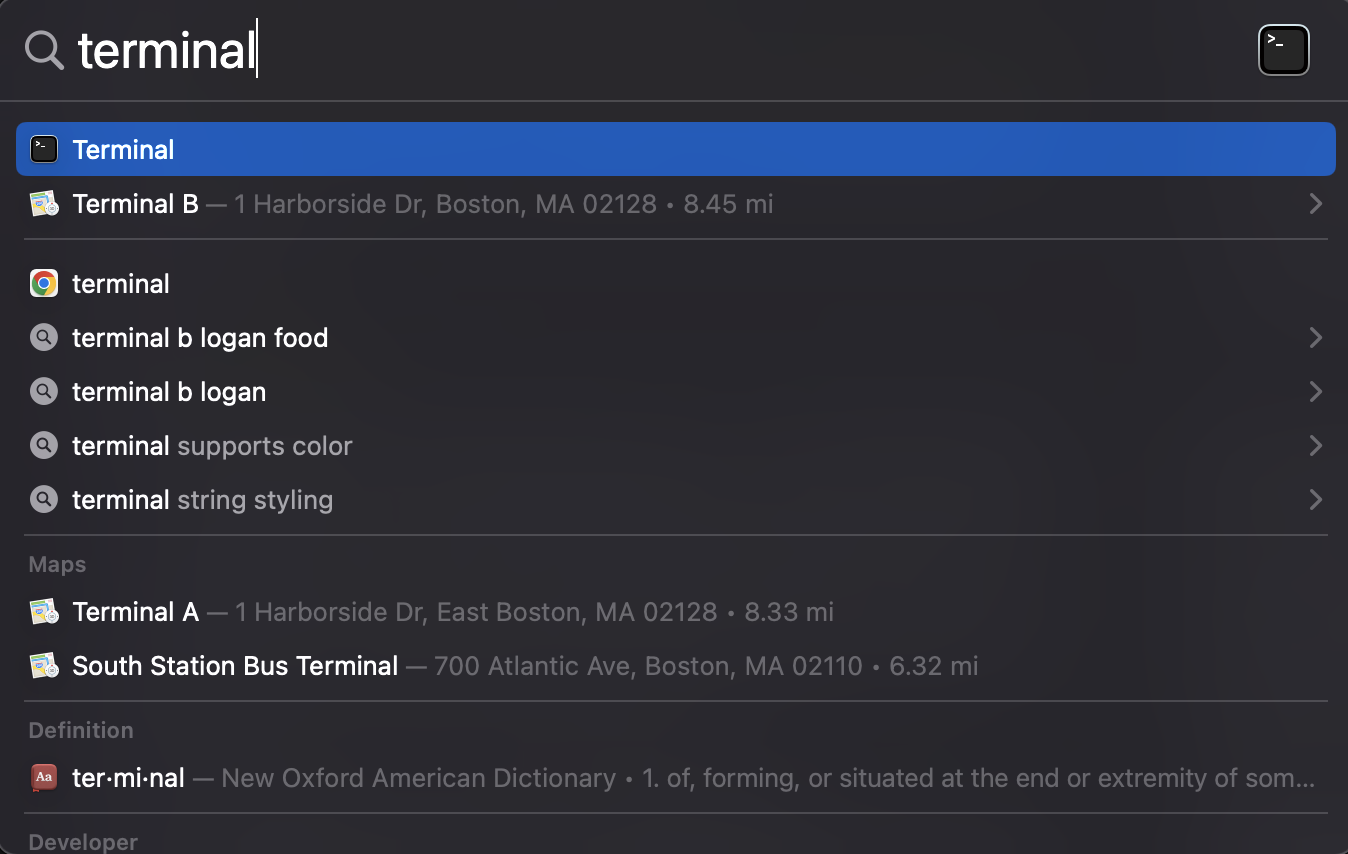 terminal
Terminal
Terminal B — 1 Harborside Dr, Boston, MA 02128 • 8.45 mi
terminal
terminal b logan food
terminal b logan
terminal supports color
terminal string styling
Maps
Terminal A — 1 Harborside Dr, East Boston, MA 02128 • 8.33 mi
South Station Bus Terminal — 700 Atlantic Ave, Boston, MA 02110 • 6.32 mi
Definition
Aa ter·mi·nal — New Oxford American Dictionary • 1. of, forming, or situated at the end or extremity of som...
Developer